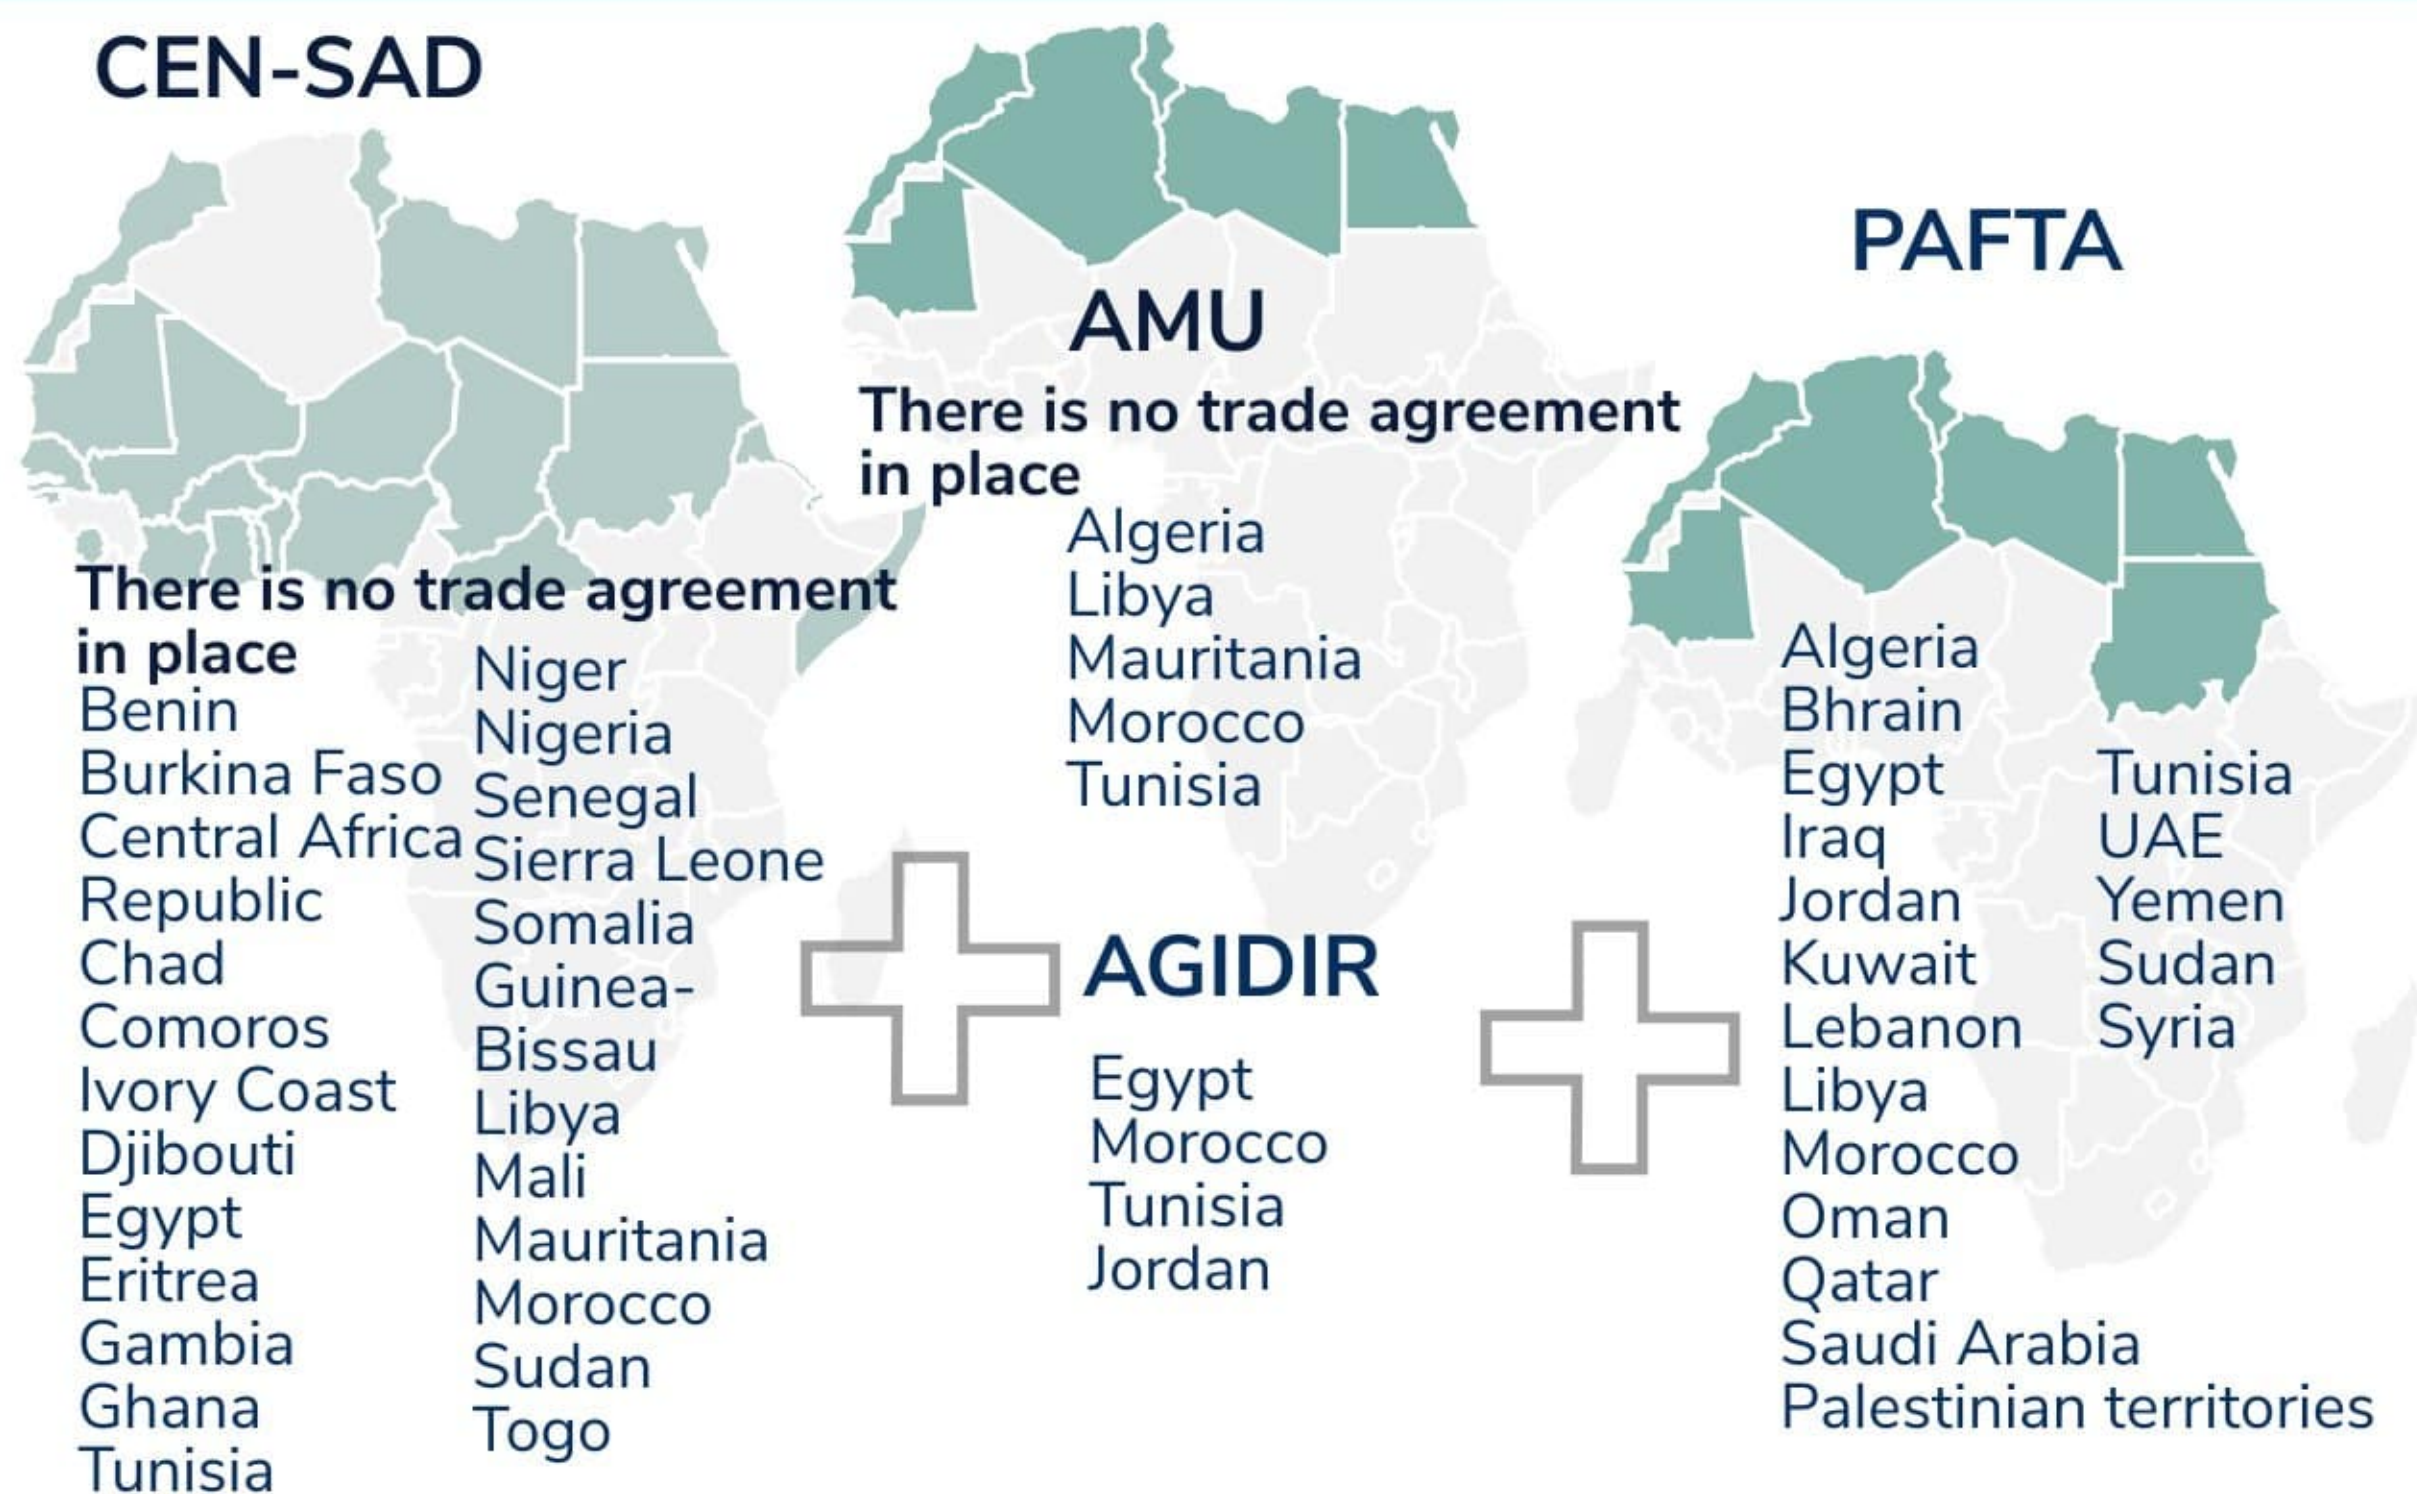 CEN-SAD
There is no trade agreement
in place
Benin
Burkina Faso
Central Africa
Republic
Chad
Comoros
Ivory Coast
Djibouti
Egypt
Eritrea
Gambia
Ghana
Tunisia
Niger
Nigeria
Senegal
Sierra Leone
Somalia
Guinea-
Bissau
Libya
Mali
Mauritania
Morocco
Sudan
Togo
AMU
There is no trade agreement
in place
Algeria
Libya
Mauritania
Morocco
Tunisia
AGIDIR
Egypt
Morocco
Tunisia
Jordan
PAFTA
Algeria
Bhrain
Egypt
Iraq
Jordan
Kuwait
Lebanon
Libya
Morocco
Oman
Qatar
Saudi Arabia
Palestinian territories
Tunisia
UAE
Yemen
Sudan
Syria